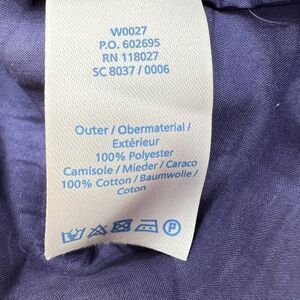 W0027
P.O. 602695
RN 118027
SC 8037 / 0006
Outer / Obermaterial /
Extérieur
100% Polyester
Camisole / Mieder / Caraco
100% Cotton / Baumwolle /
Coton
P